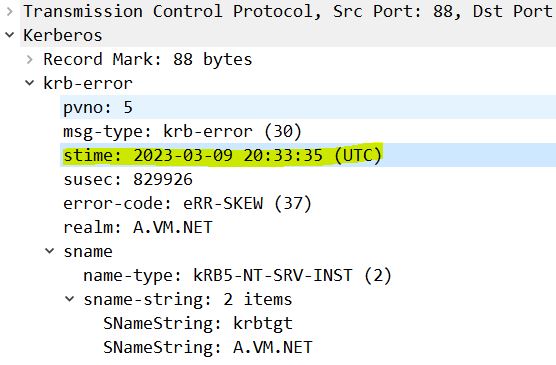 Transmission Control Protocol, Src Port: 88, Dst Port
Kerberos
Record Mark: 88 bytes
krb-error
pvno: 5
msg-type: krb-error (30)
stime: 2023-03-09 20:33:35 (UTC)
susec: 829926
error-code: eRR-SKEW (37)
realm: A.VM.NET
sname
name-type: kRB5-NT-SRV-INST (2)
sname-string: 2 items
SNameString: krbtgt
SNameString: A.VM.NET